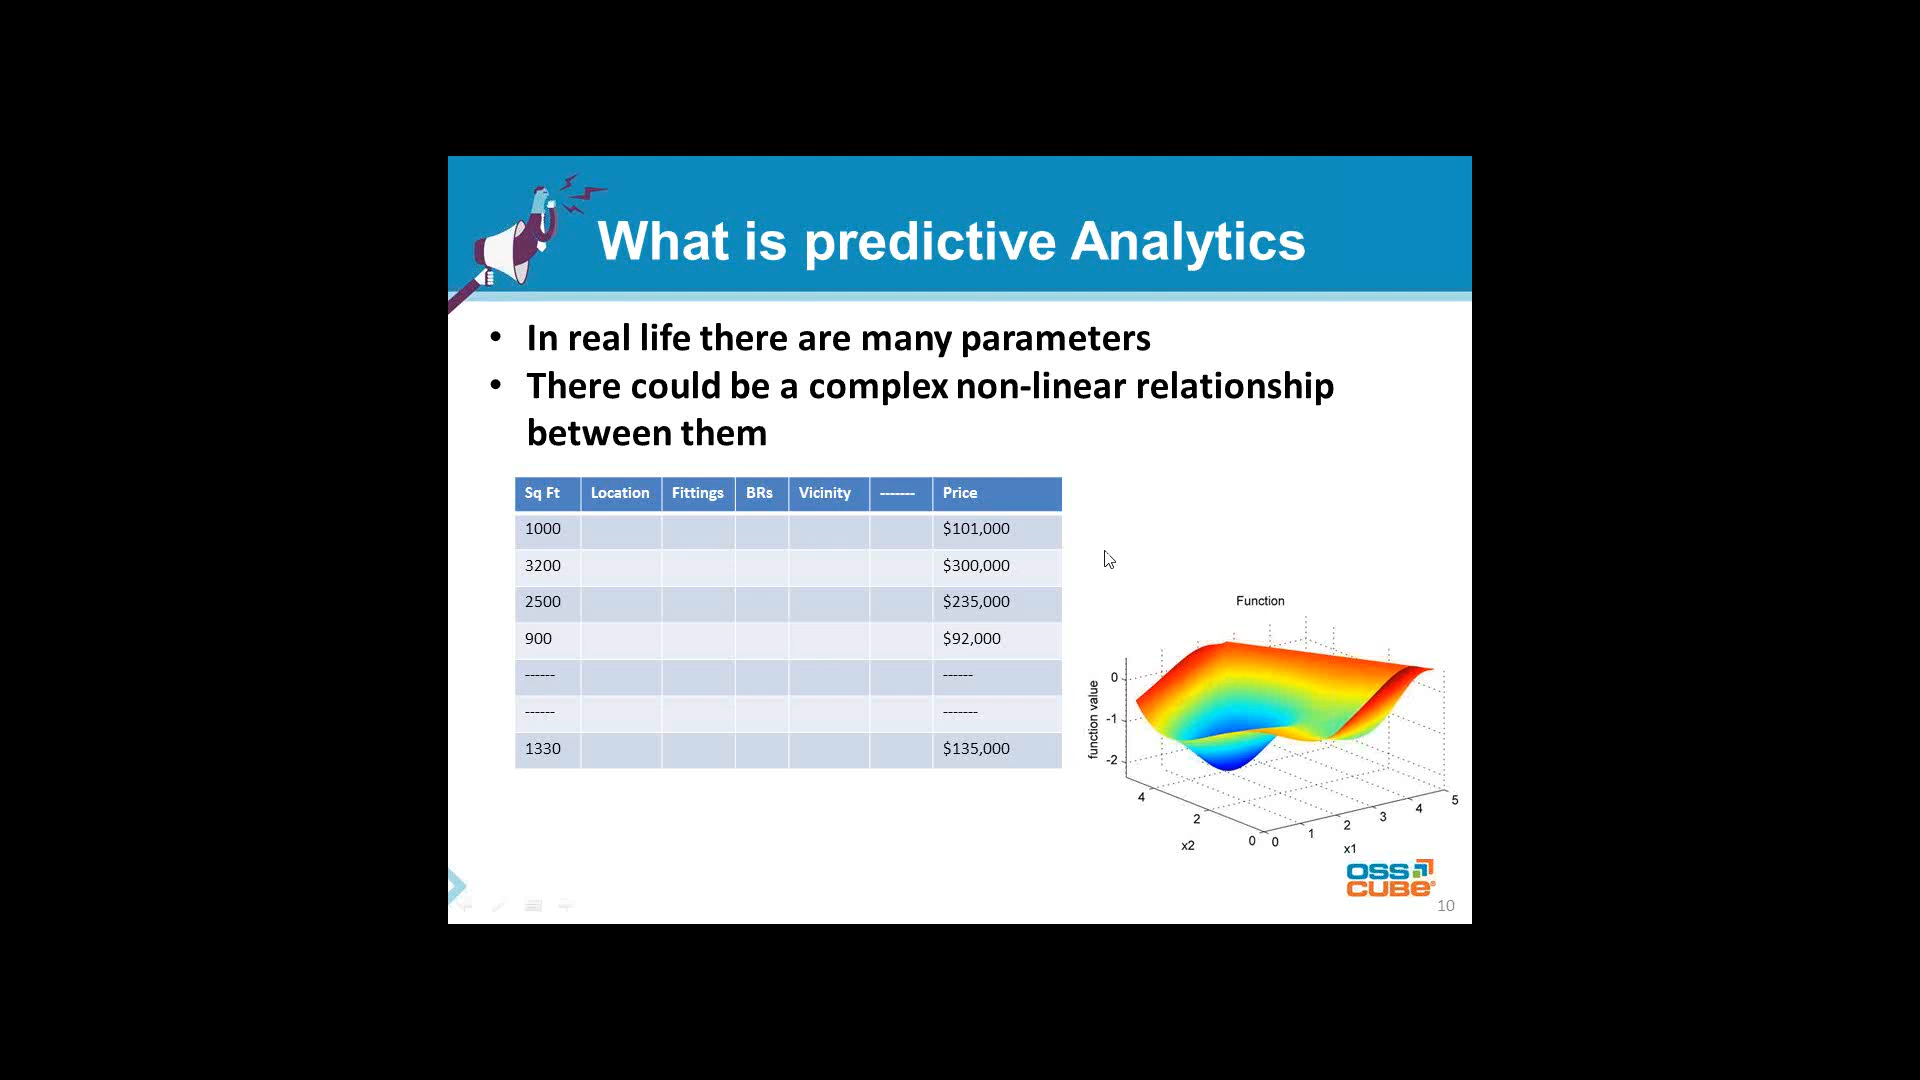 What is predictive Analytics
• In real life there are many parameters
• There could be a complex non-linear relationship
between them
Sq Ft Location Fittings BRs Vicinity ------- Price
1000 $101,000
3200 $300,000
2500 $235,000
900 $92,000
------ ------
------ -------
1330 $135,000
Function
function value
0
-1
-2
4
2
0
x2
0
1
2
3
4
5
x1
OSS
CUBE®
10